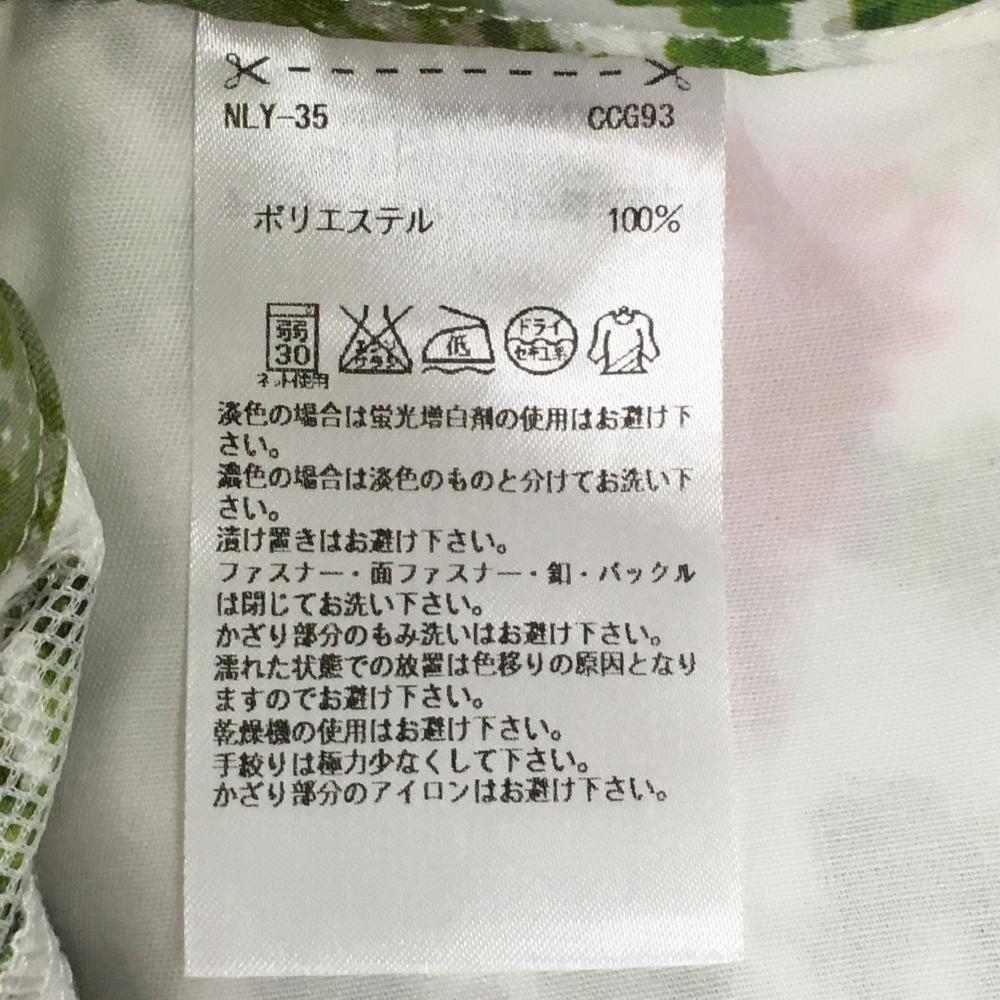 NLY-35 CCG93
ポリエステル 100%
弱
30
ネット使用
エンソ
サラシ
低
ドライ
セキユ系
淡色の場合は蛍光増白剤の使用はお避け下
さい。
濃色の場合は淡色のものと分けてお洗い下
さい。
漬け置きはお避け下さい。
ファスナー・面ファスナー・釦・バックル
は閉じてお洗い下さい。
かざり部分のもみ洗いはお避け下さい。
濡れた状態での放置は色移りの原因となり
ますのでお避け下さい。
乾燥機の使用はお避け下さい。
手絞りは極力少なくして下さい。
かざり部分のアイロンはお避け下さい。